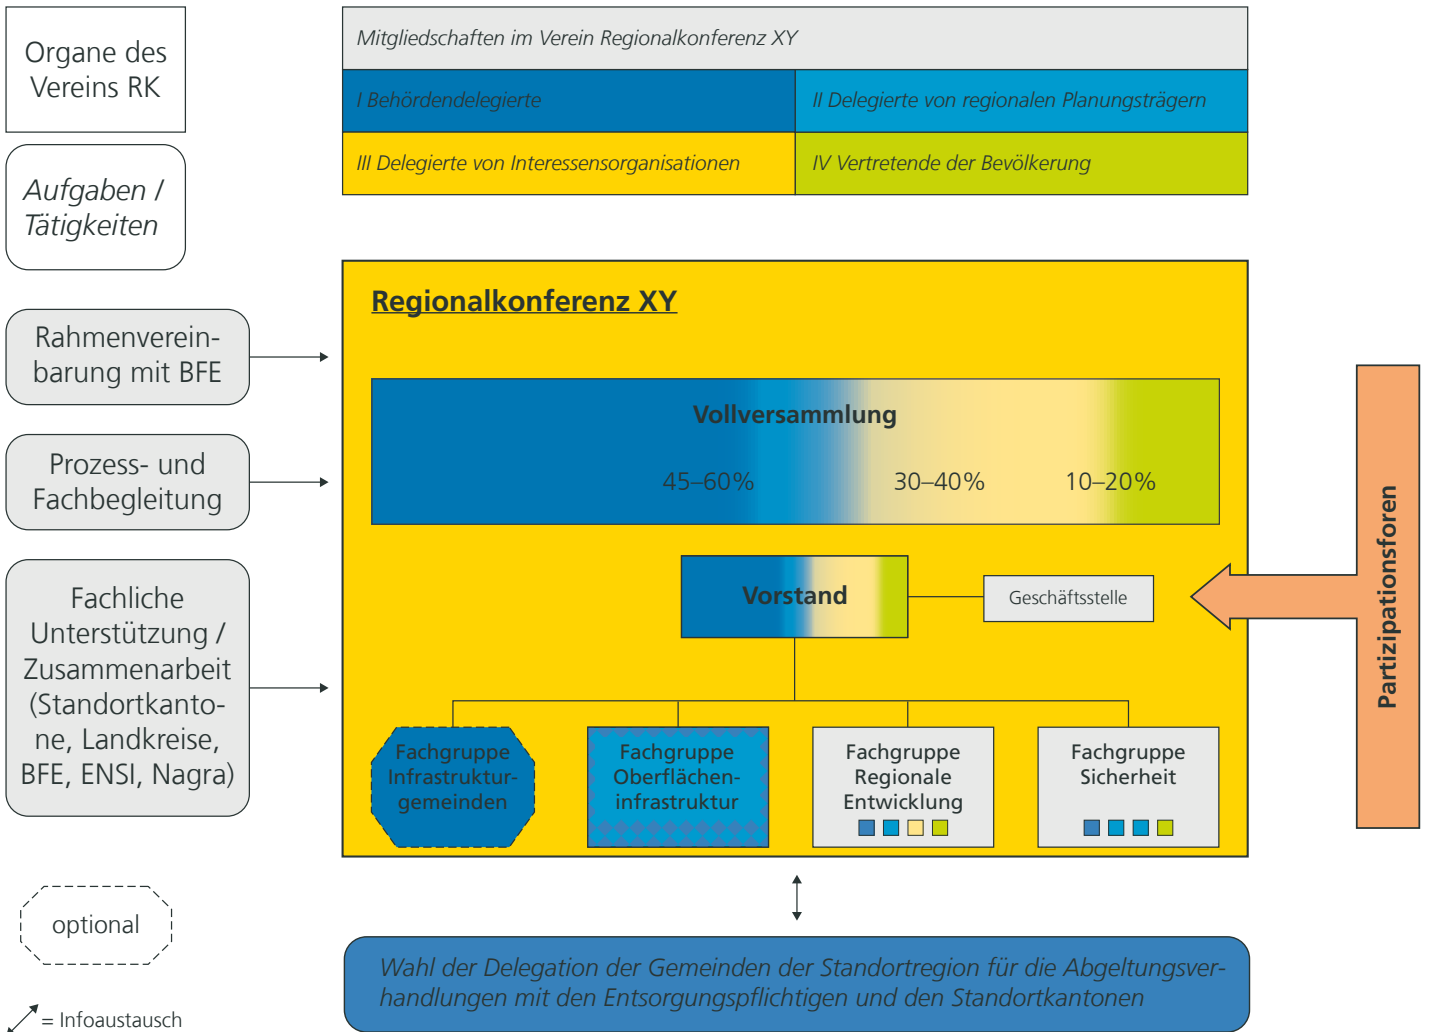 Organe des
Vereins RK
Aufgaben /
Tätigkeiten
Rahmenverein-
barung mit BFE
Prozess- und
Fachbegleitung
Fachliche
Unterstützung /
Zusammenarbeit
(Standortkanto-
ne, Landkreise,
BFE, ENSI, Nagra)
optional
= Infoaustausch
Mitgliedschaften im Verein Regionalkonferenz XY
I Behördendelegierte
II Delegierte von regionalen Planungsträgern
III Delegierte von Interessensorganisationen
IV Vertretende der Bevölkerung
Regionalkonferenz XY
Vollversammlung
45–60%
30–40%
10–20%
Vorstand
Geschäftsstelle
Fachgruppe
Infrastruktur-
gemeinden
Fachgruppe
Oberflächen-
infrastruktur
Fachgruppe
Regionale
Entwicklung
Fachgruppe
Sicherheit
Partizipationsforen
Wahl der Delegation der Gemeinden der Standortregion für die Abgeltungsver-
handlungen mit den Entsorgungspflichtigen und den Standortkantonen